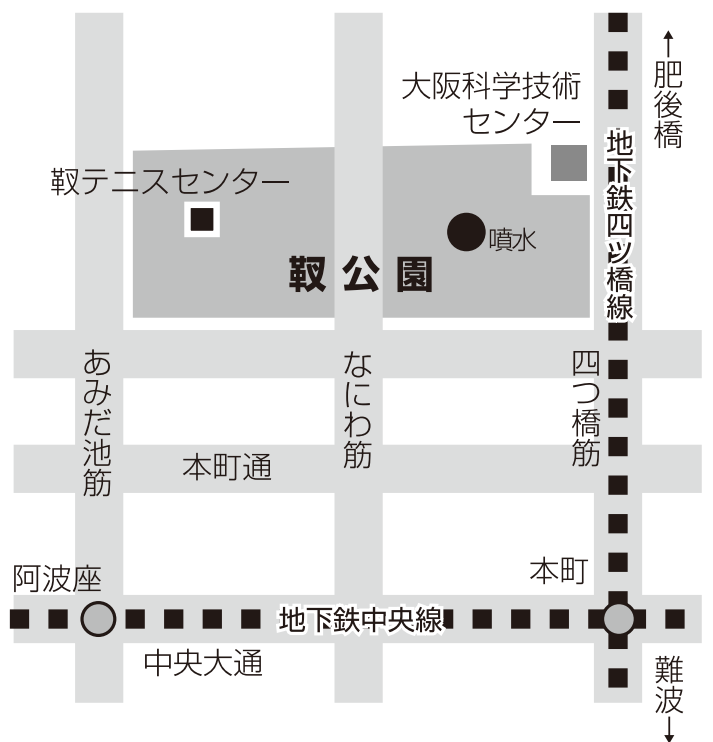 肥後橋
大阪科学技術
センター
地下鉄四ツ橋線
靱テニスセンター
噴水
靱公園
あみだ池筋
なにわ筋
四つ橋筋
本町通
阿波座
本町
地下鉄中央線
中央大通
難波